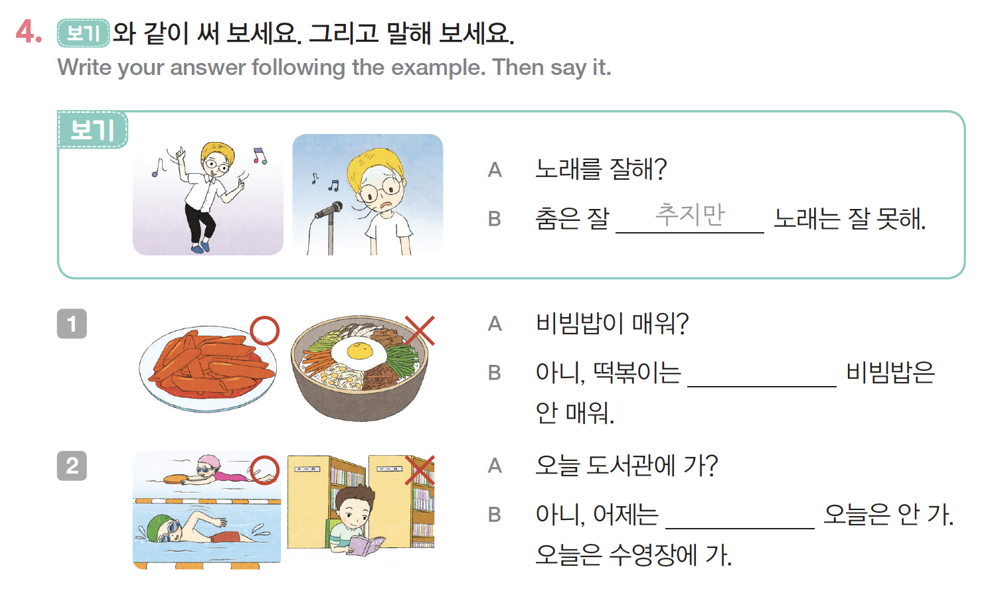 4. 보기 와 같이 써 보세요. 그리고 말해 보세요.
Write your answer following the example. Then say it.
보기
A 노래를 잘해?
B 춤은 잘 추지만 노래는 잘 못해.
1
A 비빔밥이 매워?
B 아니, 떡볶이는 ____________ 비빔밥은
안 매워.
2
A 오늘 도서관에 가?
B 아니, 어제는 ____________ 오늘은 안 가.
오늘은 수영장에 가.